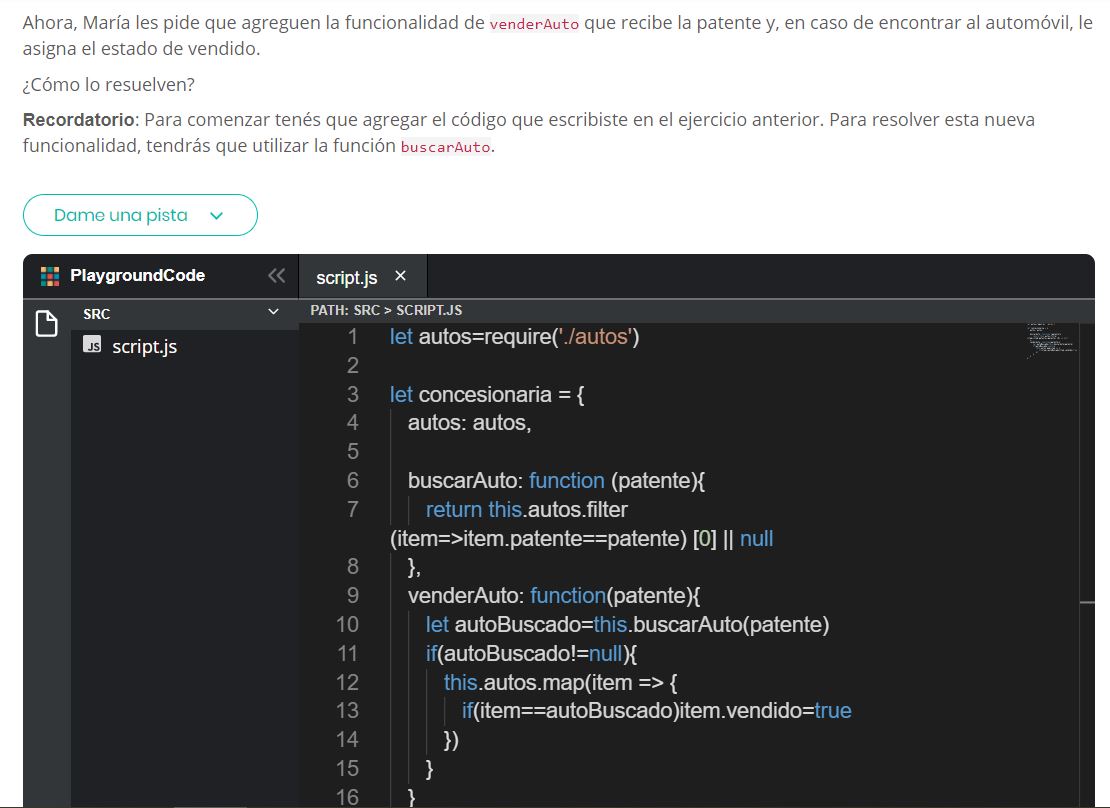 Ahora, María les pide que agreguen la funcionalidad de venderAuto que recibe la patente y, en caso de encontrar al automóvil, le
asigna el estado de vendido.
¿Cómo lo resuelven?
Recordatorio: Para comenzar tenés que agregar el código que escribiste en el ejercicio anterior. Para resolver esta nueva
funcionalidad, tendrás que utilizar la función buscarAuto.
Dame una pista
PlaygroundCode
script.js ×
SRC
PATH: SRC > SCRIPT.JS
JS script.js
1 let autos=require('./autos')
2
3 let concesionaria = {
4 autos: autos,
5
6 buscarAuto: function (patente){
7 return this.autos.filter
(item=>item.patente==patente) [0] || null
8 },
9 venderAuto: function(patente){
10 let autoBuscado=this.buscarAuto(patente)
11 if(autoBuscado!=null){
12 this.autos.map(item => {
13 if(item==autoBuscado)item.vendido=true
14 })
15 }
16 }